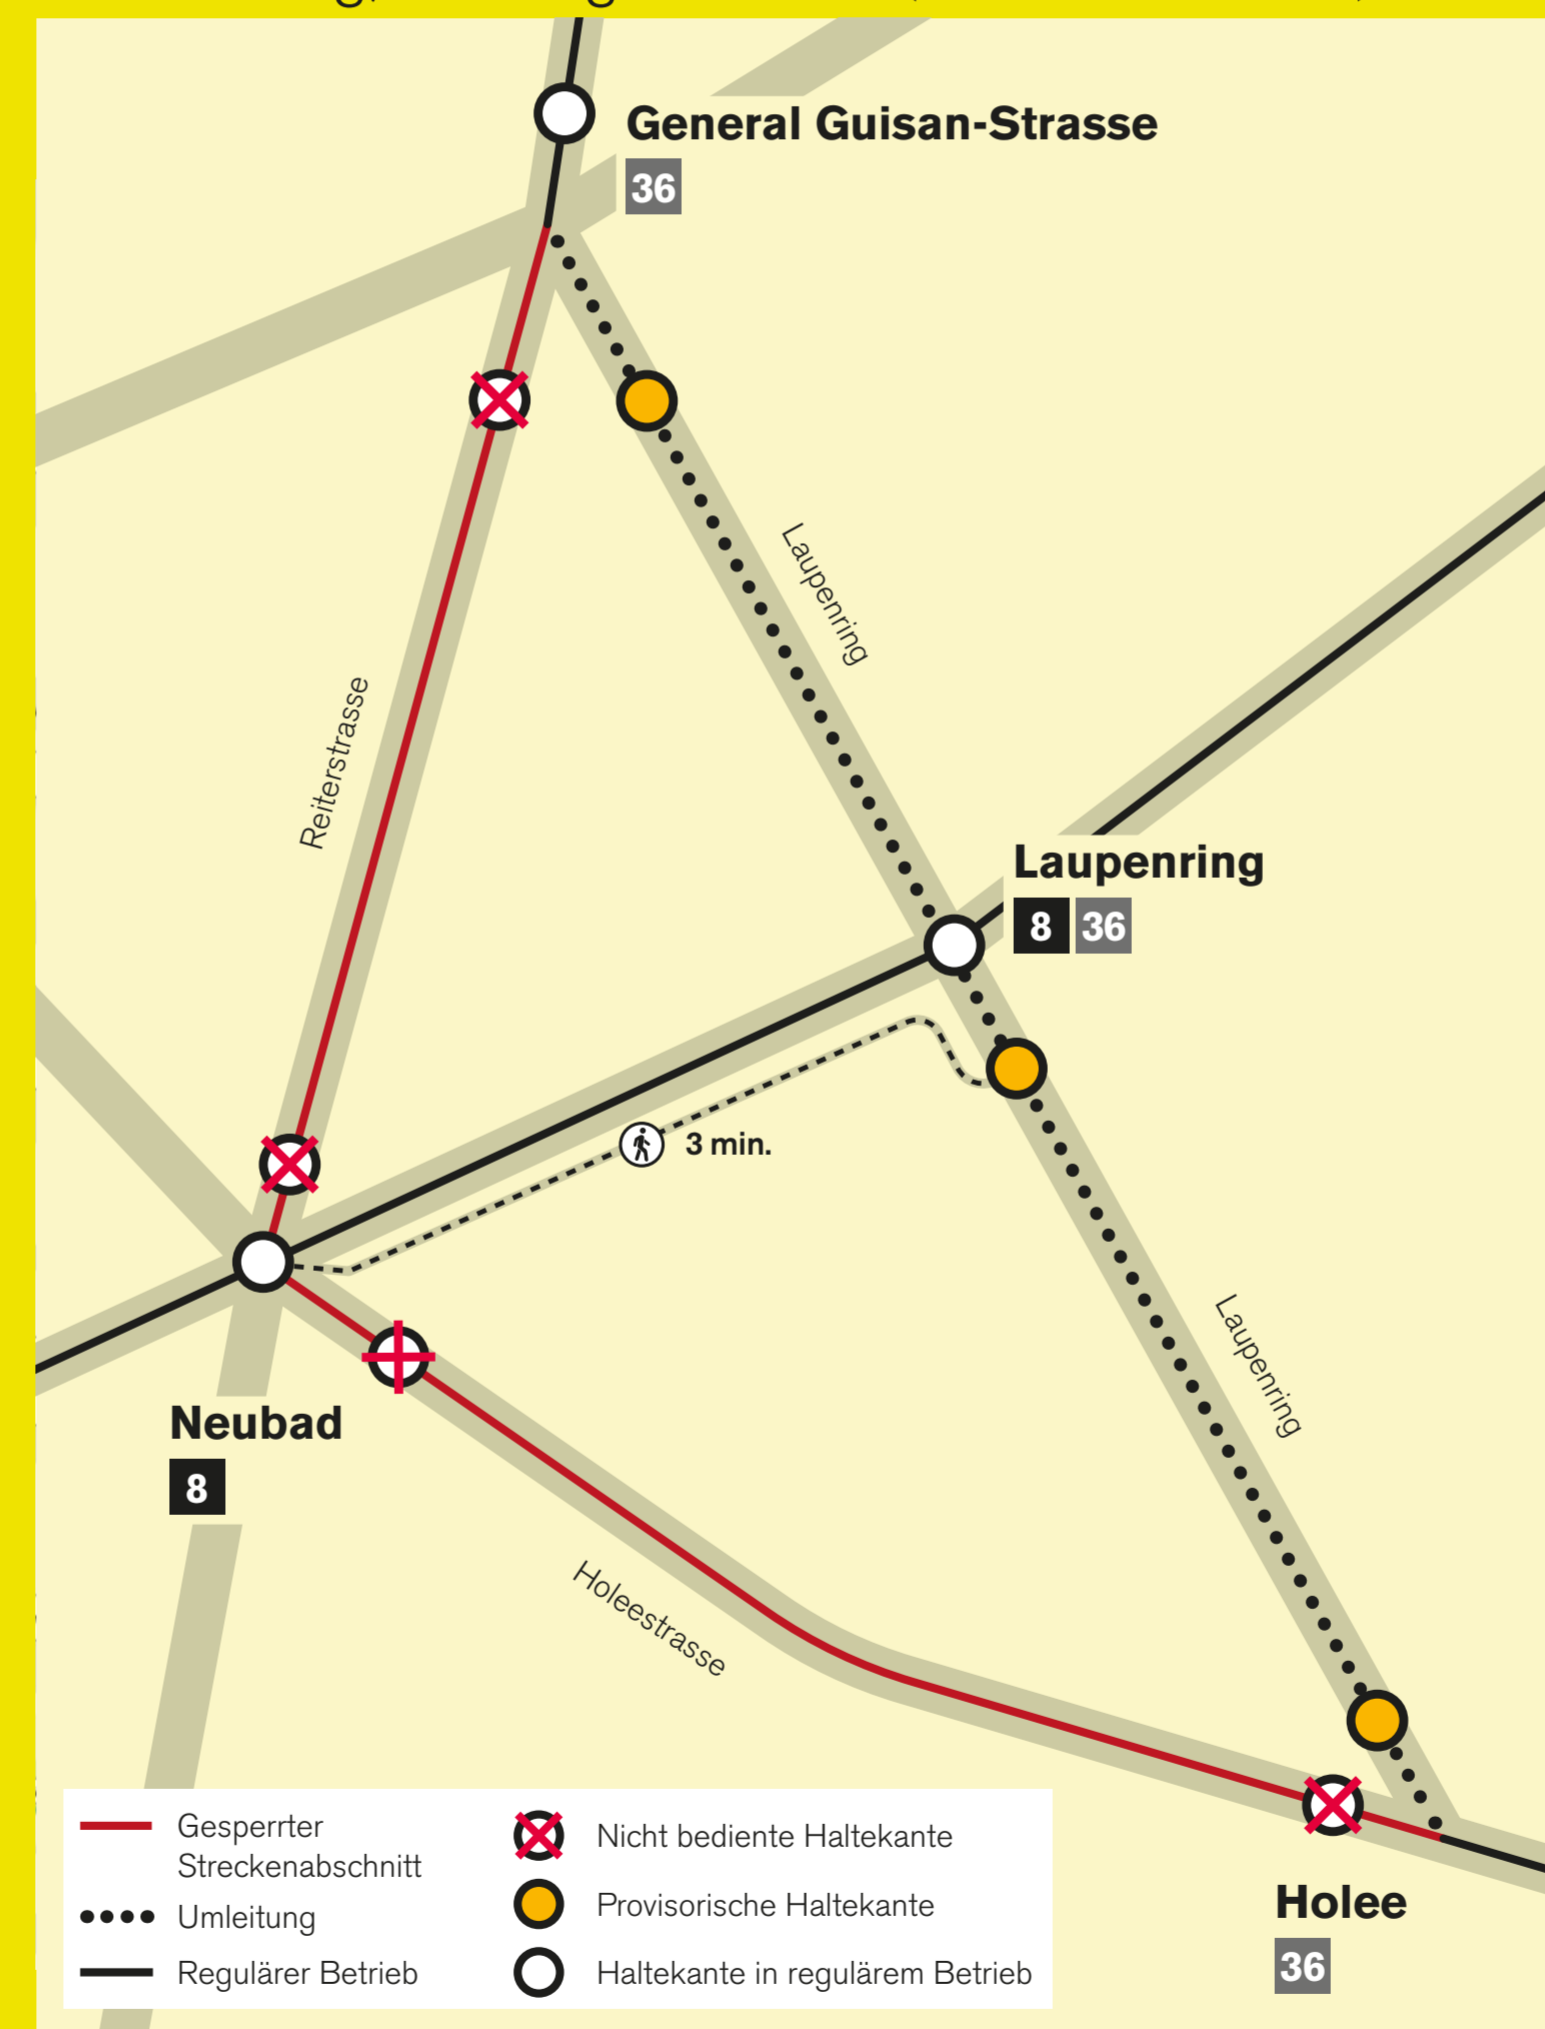 General Guisan-Strasse
36
Laupenring
Reiterstrasse
Laupenring
8 36
3 min.
Laupenring
Neubad
8
Holeestrasse
Holee
36
Gesperrter
Streckenabschnitt
Umleitung
Regulärer Betrieb
Nicht bediente Haltekante
Provisorische Haltekante
Haltekante in regulärem Betrieb